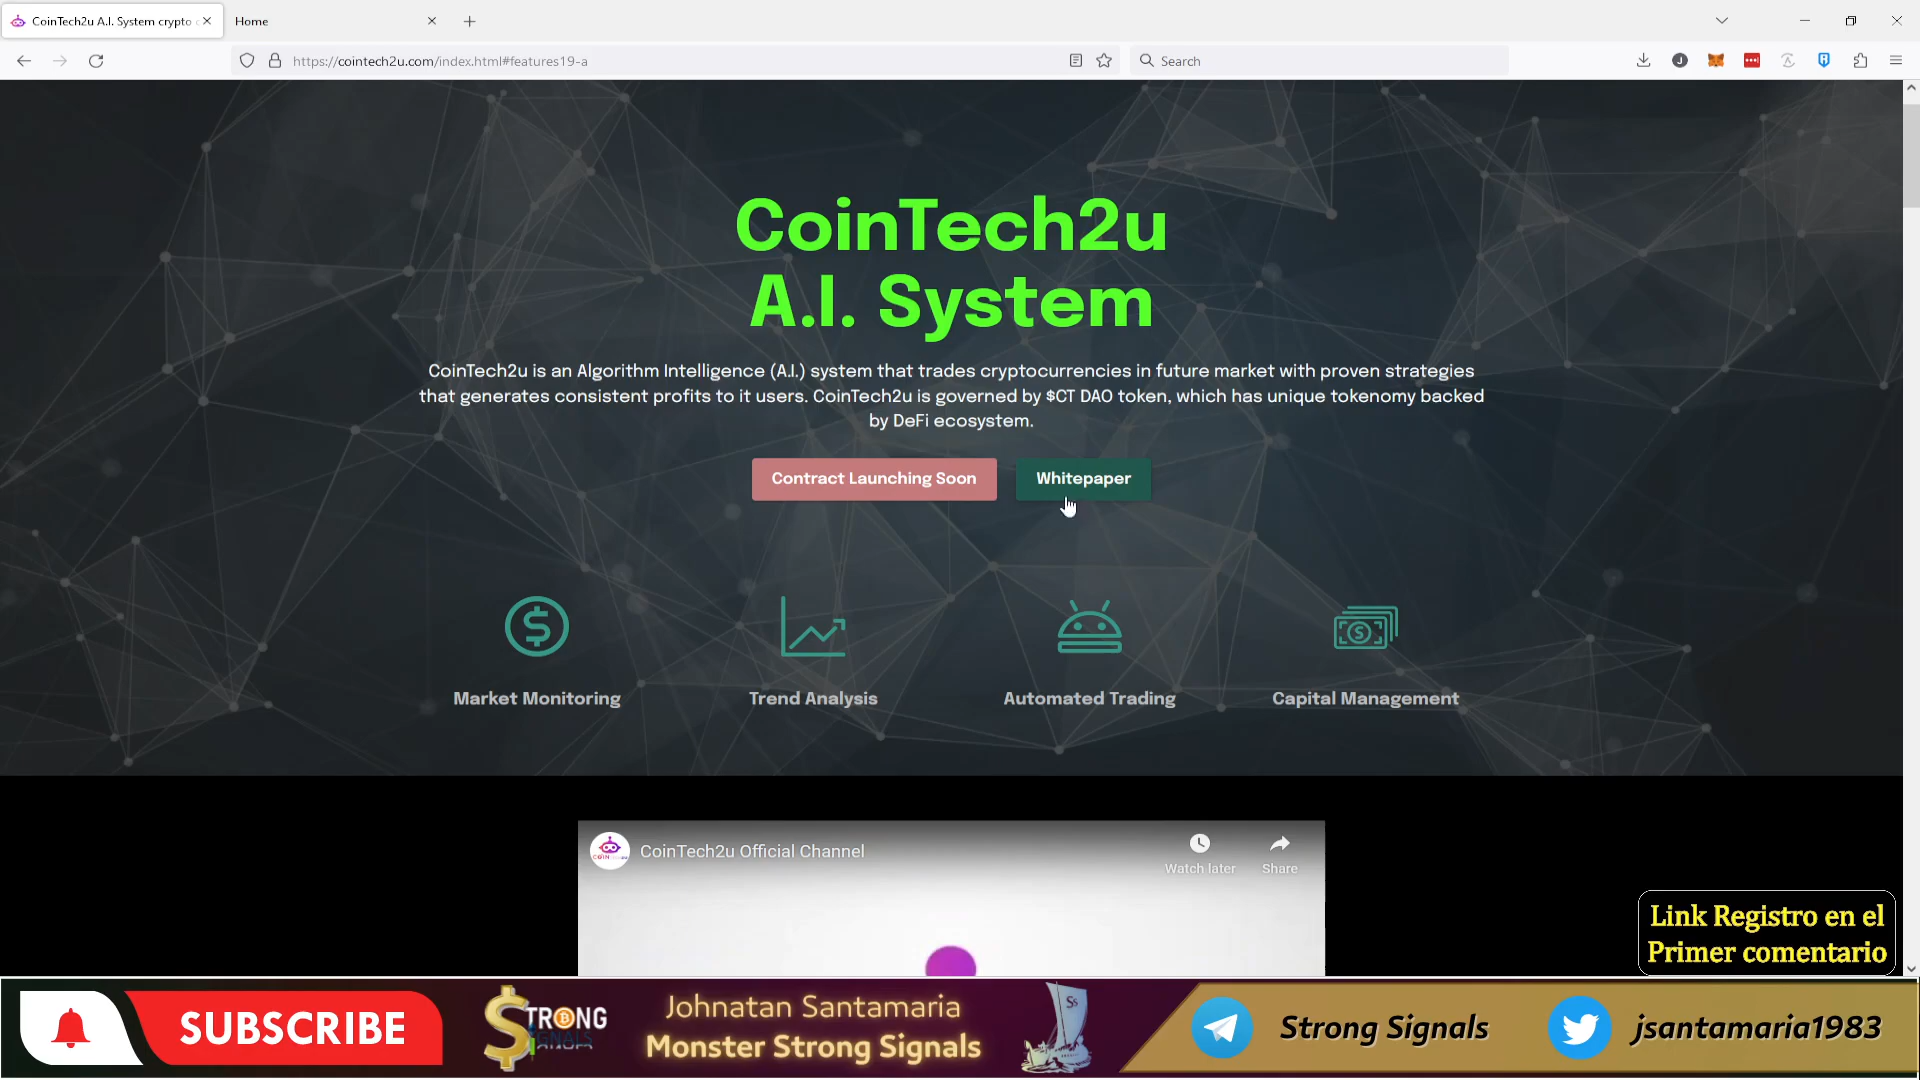 CoinTech2u A.I. System crypto
Home
https://cointech2u.com/index.html#features19-a
Search
CoinTech2u
A.I. System
CoinTech2u is an Algorithm Intelligence (A.I.) system that trades cryptocurrencies in future market with proven strategies
that generates consistent profits to it users. CoinTech2u is governed by $CT DAO token, which has unique tokenomy backed
by DeFi ecosystem.
Contract Launching Soon
Whitepaper
Market Monitoring
Trend Analysis
Automated Trading
Capital Management
CoinTech2u Official Channel
Watch later
Share
Link Registro en el
Primer comentario
SUBSCRIBE
STRONG
SIGNALS
Johnatan Santamaria
Monster Strong Signals
Ss
Strong Signals
jsantamaria1983